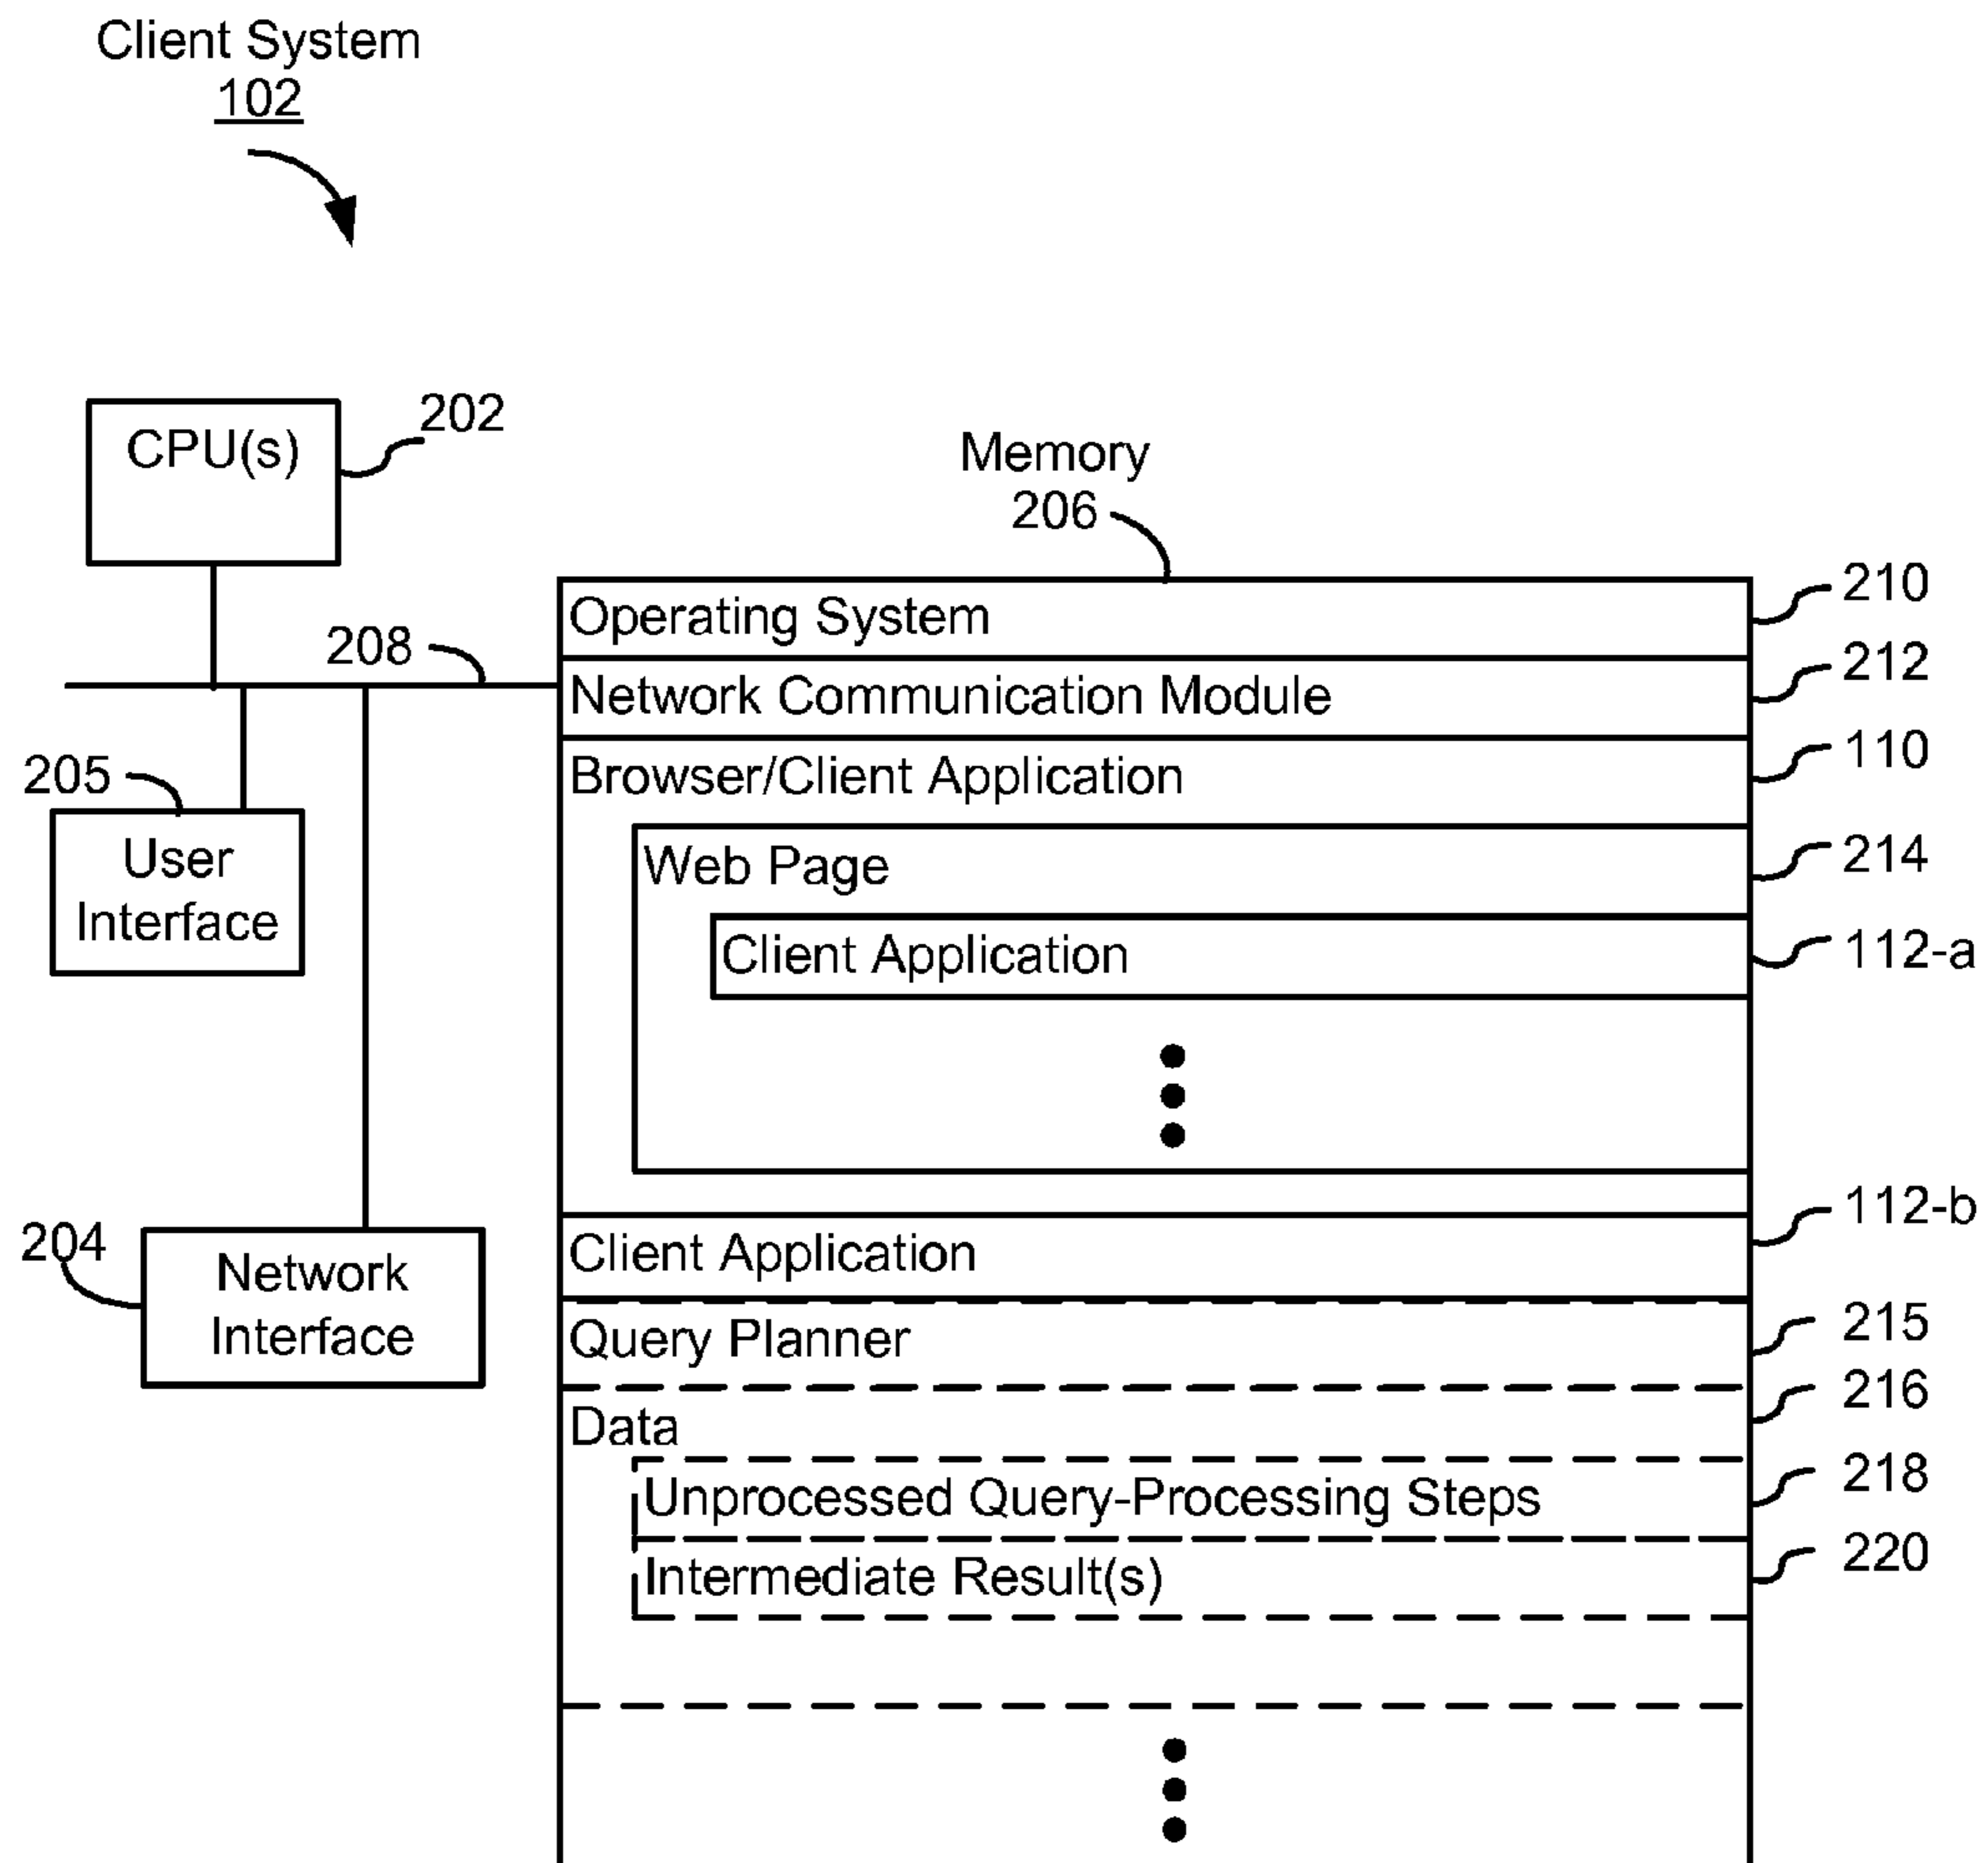 Client System
102
CPU(s)
202
Memory
206
Operating System
210
208
Network Communication Module
212
Browser/Client Application
110
205
User
Interface
Web Page
214
Client Application
112-a
Client Application
112-b
204
Network
Interface
Query Planner
215
Data
216
Unprocessed Query-Processing Steps
218
Intermediate Result(s)
220